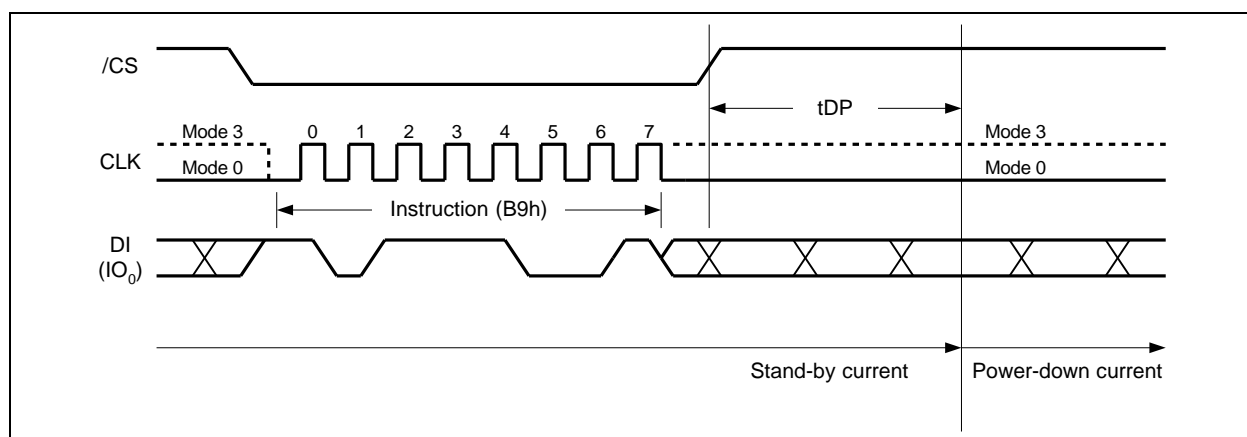 /CS
tDP
Mode 3 0 1 2 3 4 5 6 7 Mode 3
CLK
Mode 0 Mode 0
Instruction (B9h)
DI
(IO0)
Stand-by current Power-down current